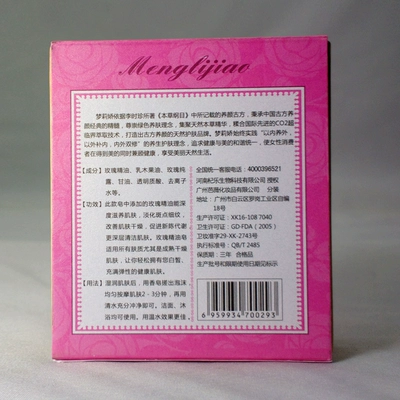 Menglijiao
梦莉娇依据李时珍所著《本草纲目》中所记载的养颜古方，秉承中国古方养
颜经典的精髓，尊崇绿色养肤理念，集聚天然本草精华，糅合国际先进的CO2超
临界萃取技术，打造出古方养颜的天然护肤品牌。梦莉娇始终实践“以内养外，
以外补内，内外双修”的养生护肤理念，追求健康与美的和谐统一，使女性消费者
在得到美的同时兼顾健康，享受美丽天然生活。
【成分】玫瑰精油、乳木果油、玫瑰纯
露、甘油、透明质酸、去离子
水等。
【功效】此款皂中添加的玫瑰精油能深
度滋养肌肤，淡化斑点细纹，
改善肌肤干燥，促进新陈代谢
更深层清洁肌肤。玫瑰精油皂
适用所有肤质尤其是成熟干燥
肌肤，让你轻松拥有您白皙、
充满弹性的健康肌肤。
【用法】湿润肌肤后，用香皂搓出泡沫
均匀按摩肌肤2-3分钟，再用
清水充分冲净即可。洁面、沐
浴均可使用。用温水效果更佳。
全国统一客服电话：4000396521
河南杞乐生物科技有限公司 授权
广州芭薇化妆品有限公司 分装
地址：广州市白云区罗岗工业区自编
18号
生产许可证：XK16-108 7040
卫生许可证：GD·FDA（2005）
卫妆准字29-XK-2743号
执行标准号：QB/T 2485
保质期：三年 合格品
生产批号和限期使用日期见标示
6 959934 700293